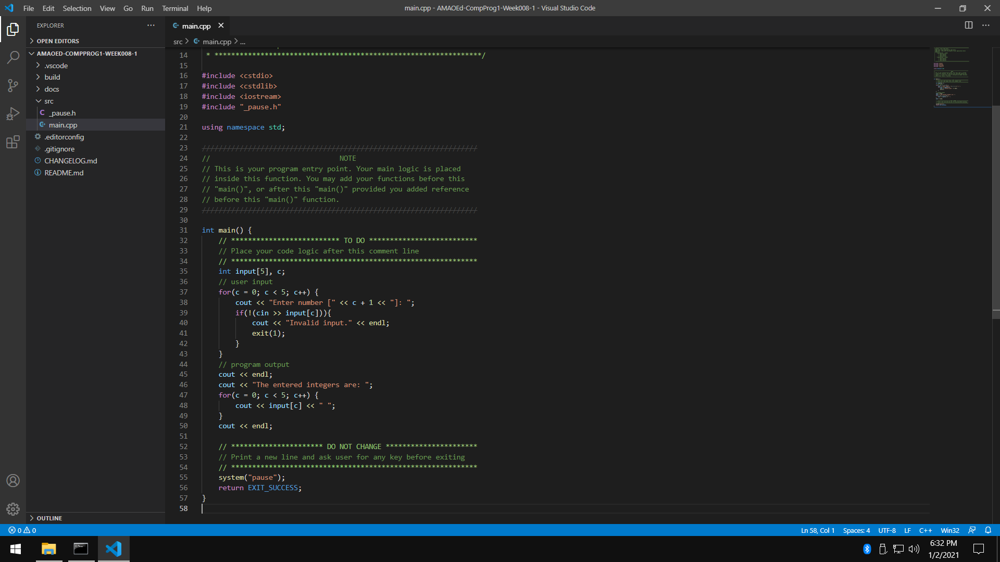 File Edit Selection View Go Run Terminal Help
main.cpp - AMAOEd-CompProg1-Week008-1 - Visual Studio Code
EXPLORER
OPEN EDITORS
AMAOED-COMPPROG1-WEEK008-1
.vscode
build
docs
src
_pause.h
main.cpp
.editorconfig
.gitignore
CHANGELOG.md
README.md
OUTLINE
main.cpp
src > main.cpp > ...
14 * ****************************************************************/
15
16 #include <cstdio>
17 #include <cstdlib>
18 #include <iostream>
19 #include "_pause.h"
20
21 using namespace std;
22
23 //////////////////////////////////////////////////////////////////
24 // NOTE
25 // This is your program entry point. Your main logic is placed
26 // inside this function. You may add your functions before this
27 // "main()", or after this "main()" provided you added reference
28 // before this "main()" function.
29 //////////////////////////////////////////////////////////////////
30
31 int main() {
32 // ************************** TO DO **************************
33 // Place your code logic after this comment line
34 // ***********************************************************
35 int input[5], c;
36 // user input
37 for(c = 0; c < 5; c++) {
38 cout << "Enter number [" << c + 1 << "]: ";
39 if(!(cin >> input[c])){
40 cout << "Invalid input." << endl;
41 exit(1);
42 }
43 }
44 // program output
45 cout << endl;
46 cout << "The entered integers are: ";
47 for(c = 0; c < 5; c++) {
48 cout << input[c] << " ";
49 }
50 cout << endl;
51
52 // ********************** DO NOT CHANGE **********************
53 // Print a new line and ask user for any key before exiting
54 // ***********************************************************
55 system("pause");
56 return EXIT_SUCCESS;
57 }
58
0 0
Ln 58, Col 1 Spaces: 4 UTF-8 LF C++ Win32
6:32 PM
1/2/2021